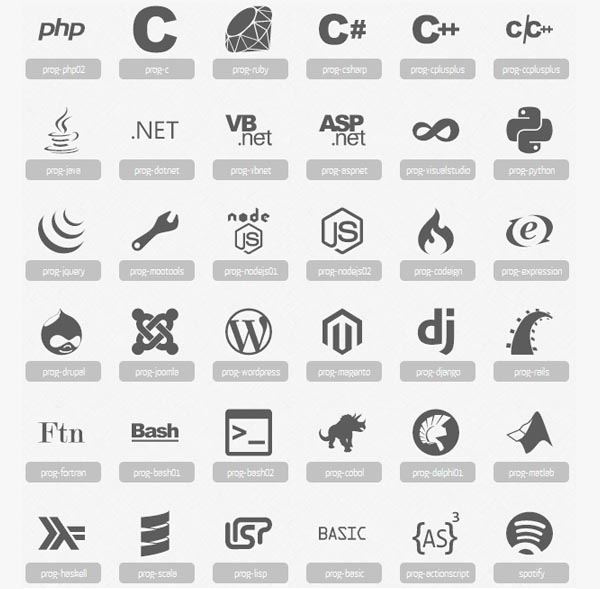 php
C
C#
C++
C/C++
prog-php02
prog-c
prog-ruby
prog-csharp
prog-cplusplus
prog-ccplusplus
.NET
VB
.net
ASP
.net
prog-java
prog-dotnet
prog-vbnet
prog-aspnet
prog-visualstudio
prog-python
node
JS
JS
e
prog-jquery
prog-mootools
prog-nodejs01
prog-nodejs02
prog-codeign
prog-expression
W
dj
prog-drupal
prog-joomla
prog-wordpress
prog-maganto
prog-django
prog-rails
Ftn
Bash
>_
prog-fortran
prog-bash01
prog-bash02
prog-cobol
prog-delphi01
prog-matlab
LISP
BASIC
{AS}3
prog-haskell
prog-scala
prog-lisp
prog-basic
prog-actionscript
spotify